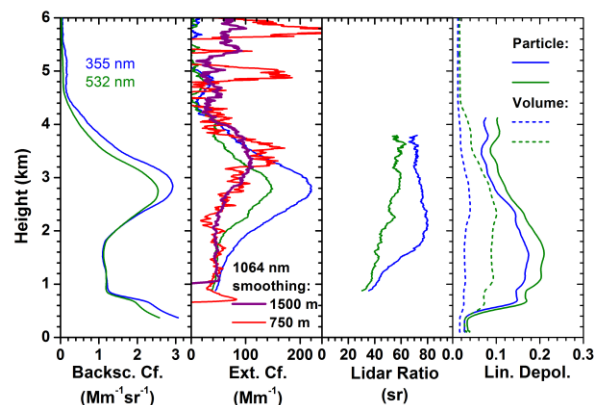 6
5
4
3
2
1
0
Height (km)
355 nm
532 nm
1064 nm
smoothing:
1500 m
750 m
Particle:
Volume:
0 1 2 3
0 100 200
0 20 40 60 80
0.0 0.1 0.2 0.3
Backsc. Cf. Ext. Cf. Lidar Ratio Lin. Depol.
(Mm⁻¹sr⁻¹) (Mm⁻¹) (sr)